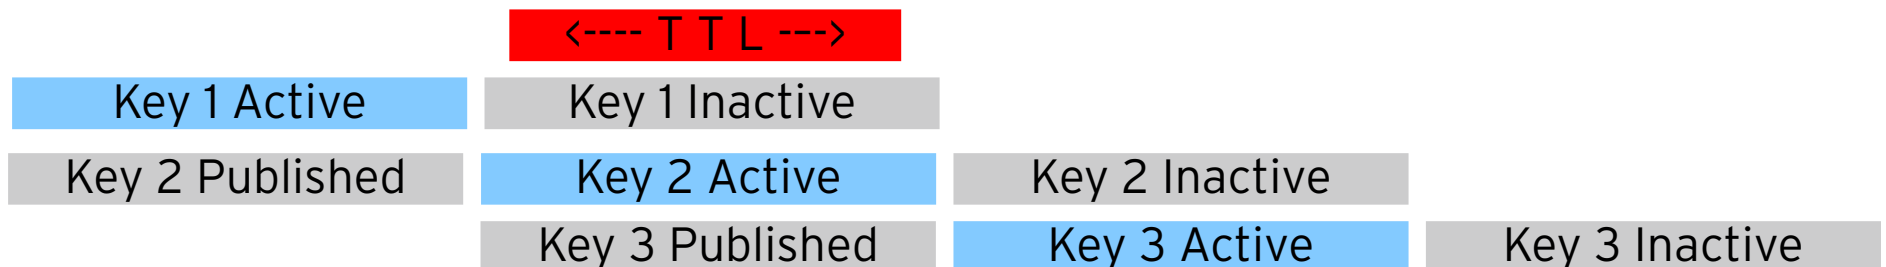 <---- T T L --->
Key 1 Active Key 1 Inactive
Key 2 Published Key 2 Active Key 2 Inactive
Key 3 Published Key 3 Active Key 3 Inactive